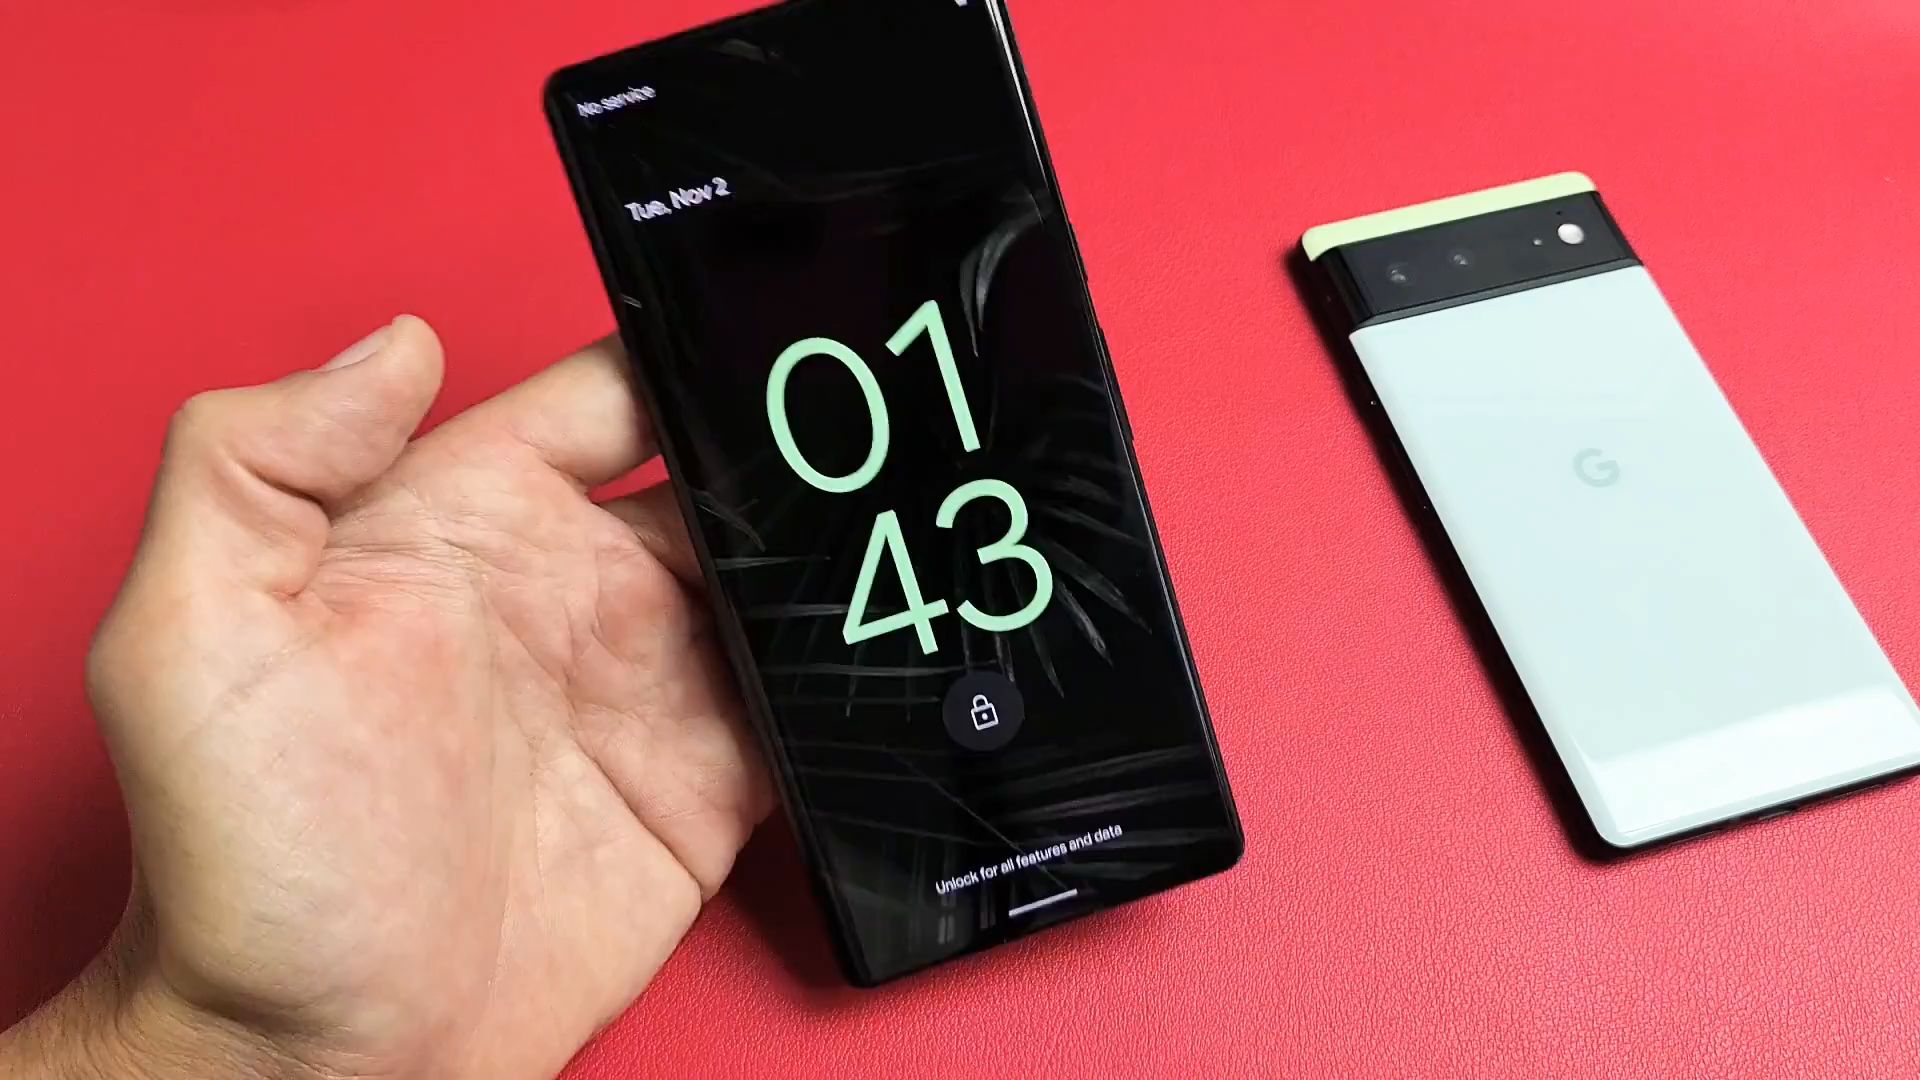 No service
Tue, Nov 2
01
43
Unlock for all features and data
G